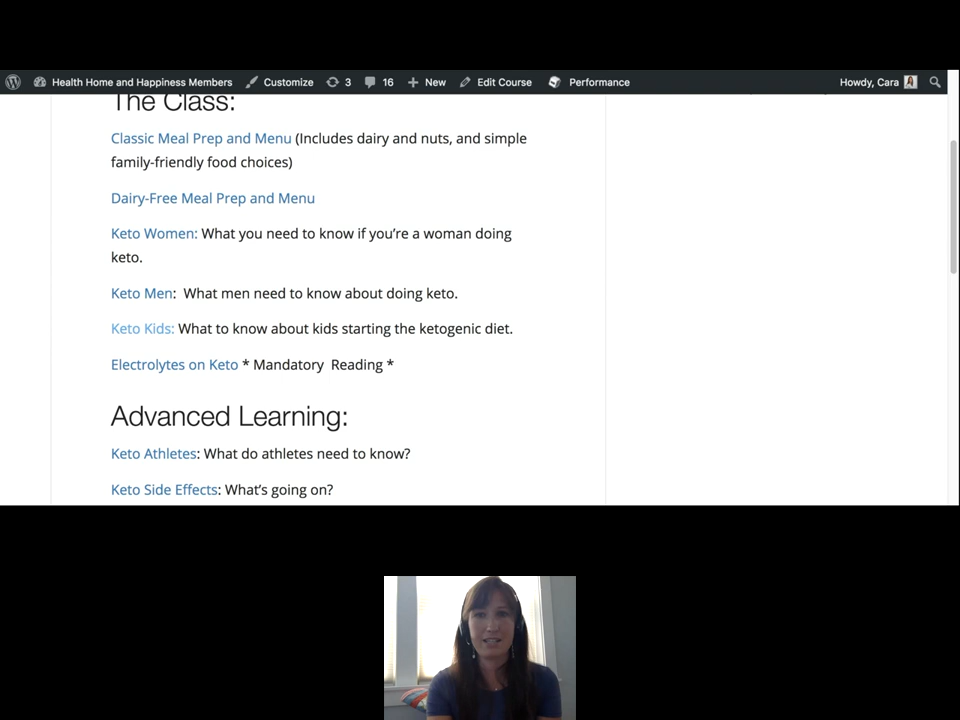 Health Home and Happiness Members Customize 3 16 New Edit Course Performance Howdy, Cara
The Class:
Classic Meal Prep and Menu (Includes dairy and nuts, and simple
family-friendly food choices)
Dairy-Free Meal Prep and Menu
Keto Women: What you need to know if you’re a woman doing
keto.
Keto Men:  What men need to know about doing keto.
Keto Kids: What to know about kids starting the ketogenic diet.
Electrolytes on Keto * Mandatory  Reading *
Advanced Learning:
Keto Athletes: What do athletes need to know?
Keto Side Effects: What’s going on?